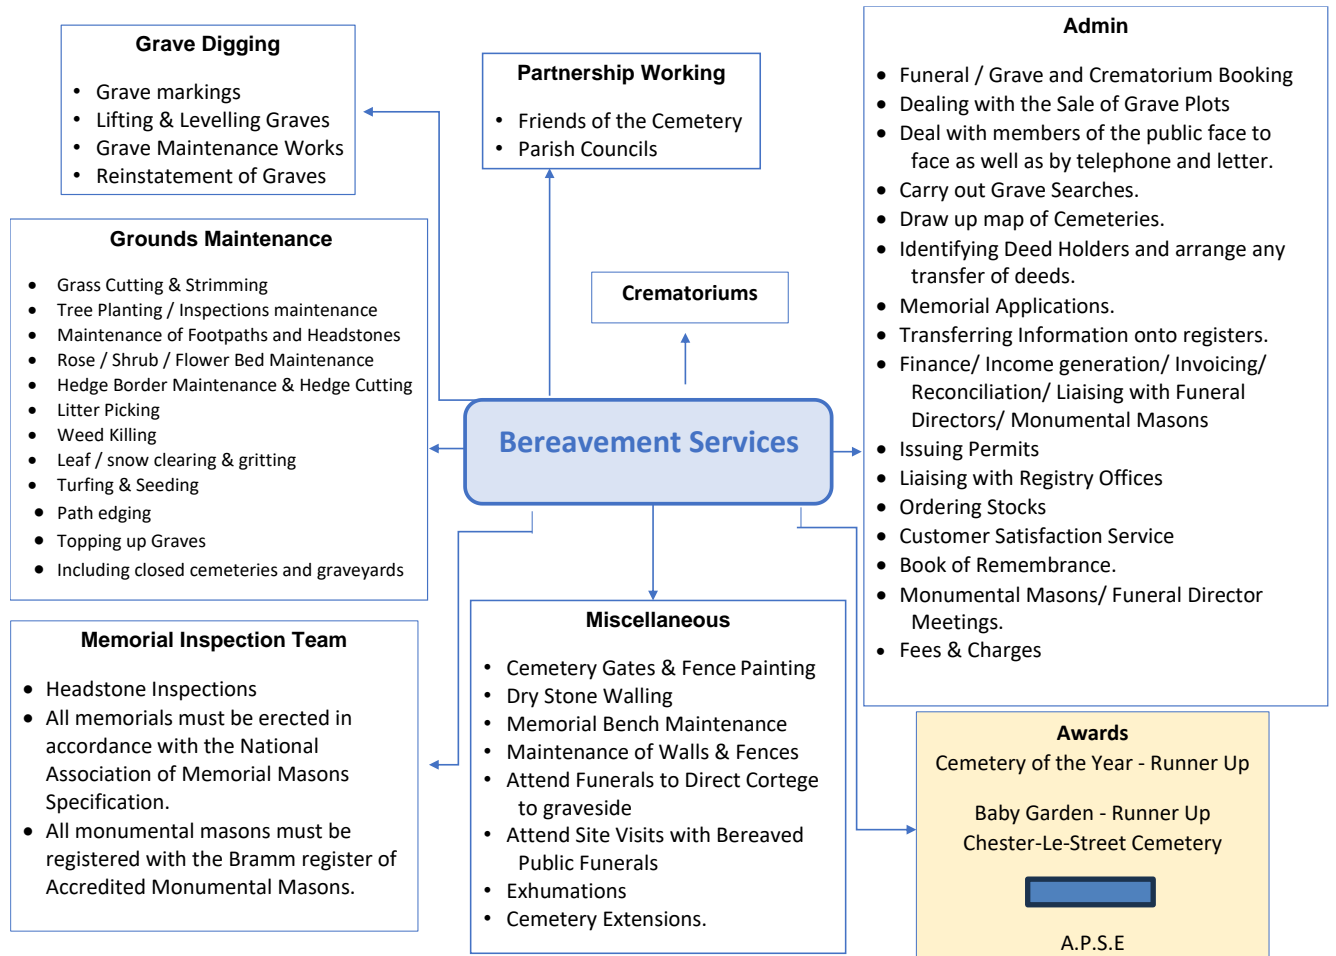 Grave Digging
• Grave markings
• Lifting & Levelling Graves
• Grave Maintenance Works
• Reinstatement of Graves
Partnership Working
• Friends of the Cemetery
• Parish Councils
Admin
• Funeral / Grave and Crematorium Booking
• Dealing with the Sale of Grave Plots
• Deal with members of the public face to
face as well as by telephone and letter.
• Carry out Grave Searches.
• Draw up map of Cemeteries.
• Identifying Deed Holders and arrange any
transfer of deeds.
• Memorial Applications.
• Transferring Information onto registers.
• Finance/ Income generation/ Invoicing/
Reconciliation/ Liaising with Funeral
Directors/ Monumental Masons
• Issuing Permits
• Liaising with Registry Offices
• Ordering Stocks
• Customer Satisfaction Service
• Book of Remembrance.
• Monumental Masons/ Funeral Director
Meetings.
• Fees & Charges
Grounds Maintenance
• Grass Cutting & Strimming
• Tree Planting / Inspections maintenance
• Maintenance of Footpaths and Headstones
• Rose / Shrub / Flower Bed Maintenance
• Hedge Border Maintenance & Hedge Cutting
• Litter Picking
• Weed Killing
• Leaf / snow clearing & gritting
• Turfing & Seeding
• Path edging
• Topping up Graves
• Including closed cemeteries and graveyards
Crematoriums
Bereavement Services
Memorial Inspection Team
• Headstone Inspections
• All memorials must be erected in
accordance with the National
Association of Memorial Masons
Specification.
• All monumental masons must be
registered with the Bramm register of
Accredited Monumental Masons.
Miscellaneous
• Cemetery Gates & Fence Painting
• Dry Stone Walling
• Memorial Bench Maintenance
• Maintenance of Walls & Fences
• Attend Funerals to Direct Cortege
to graveside
• Attend Site Visits with Bereaved
Public Funerals
• Exhumations
• Cemetery Extensions.
Awards
Cemetery of the Year - Runner Up
Baby Garden - Runner Up
Chester-Le-Street Cemetery
A.P.S.E